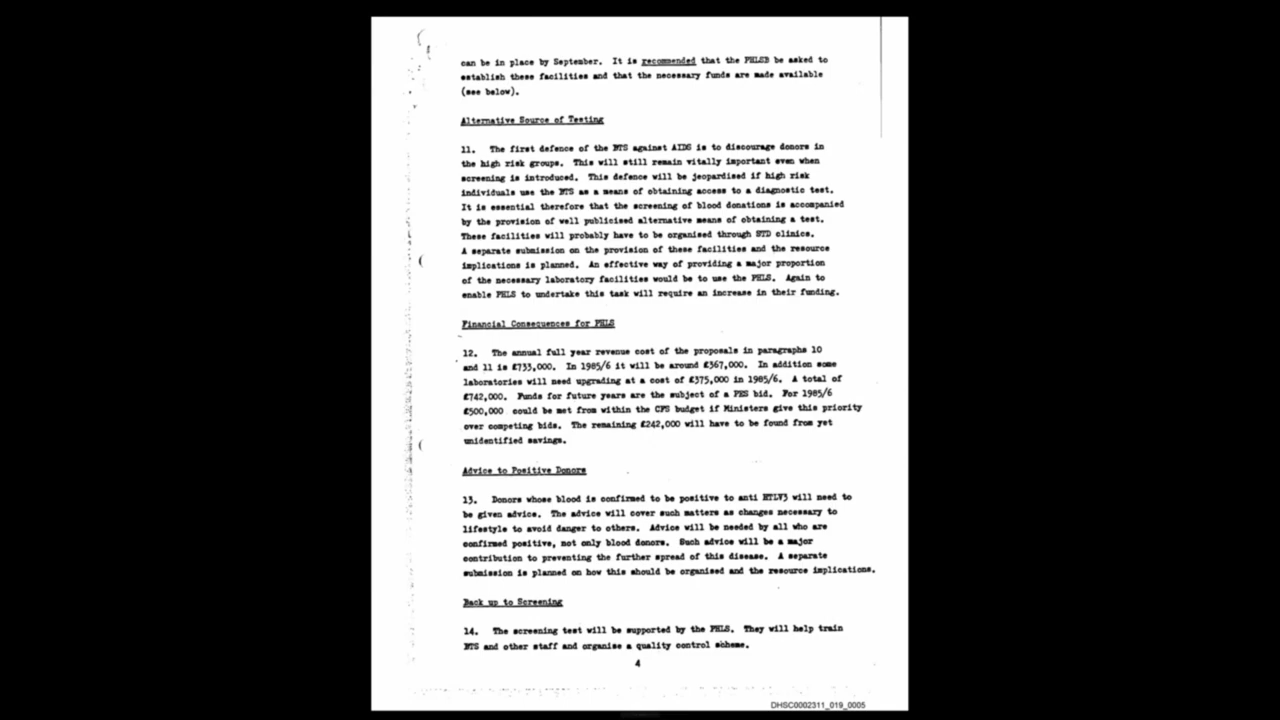 can be in place by September. It is recommended that the PHLSB be asked to
establish these facilities and that the necessary funds are made available
(see below).
Alternative Source of Testing
11. The first defence of the BTS against AIDS is to discourage donors in
the high risk groups. This will still remain vitally important even when
screening is introduced. This defence will be jeopardised if high risk
individuals use the BTS as a means of obtaining access to a diagnostic test.
It is essential therefore that the screening of blood donations is accompanied
by the provision of well publicised alternative means of obtaining a test.
These facilities will probably have to be organised through STD clinics.
A separate submission on the provision of these facilities and the resource
implications is planned. An effective way of providing a major proportion
of the necessary laboratory facilities would be to use the PHLS. Again to
enable PHLS to undertake this task will require an increase in their funding.
Financial Consequences for PHLS
12. The annual full year revenue cost of the proposals in paragraphs 10
and 11 is £733,000. In 1985/6 it will be around £367,000. In addition some
laboratories will need upgrading at a cost of £375,000 in 1985/6. A total of
£742,000. Funds for future years are the subject of a PES bid. For 1985/6
£500,000 could be met from within the CFS budget if Ministers give this priority
over competing bids. The remaining £242,000 will have to be found from yet
unidentified savings.
Advice to Positive Donors
13. Donors whose blood is confirmed to be positive to anti HTLV3 will need to
be given advice. The advice will cover such matters as changes necessary to
lifestyle to avoid danger to others. Advice will be needed by all who are
confirmed positive, not only blood donors. Such advice will be a major
contribution to preventing the further spread of this disease. A separate
submission is planned on how this should be organised and the resource implications.
Back up to Screening
14. The screening test will be supported by the PHLS. They will help train
BTS and other staff and organise a quality control scheme.
4
DHSC0002311_019_0005